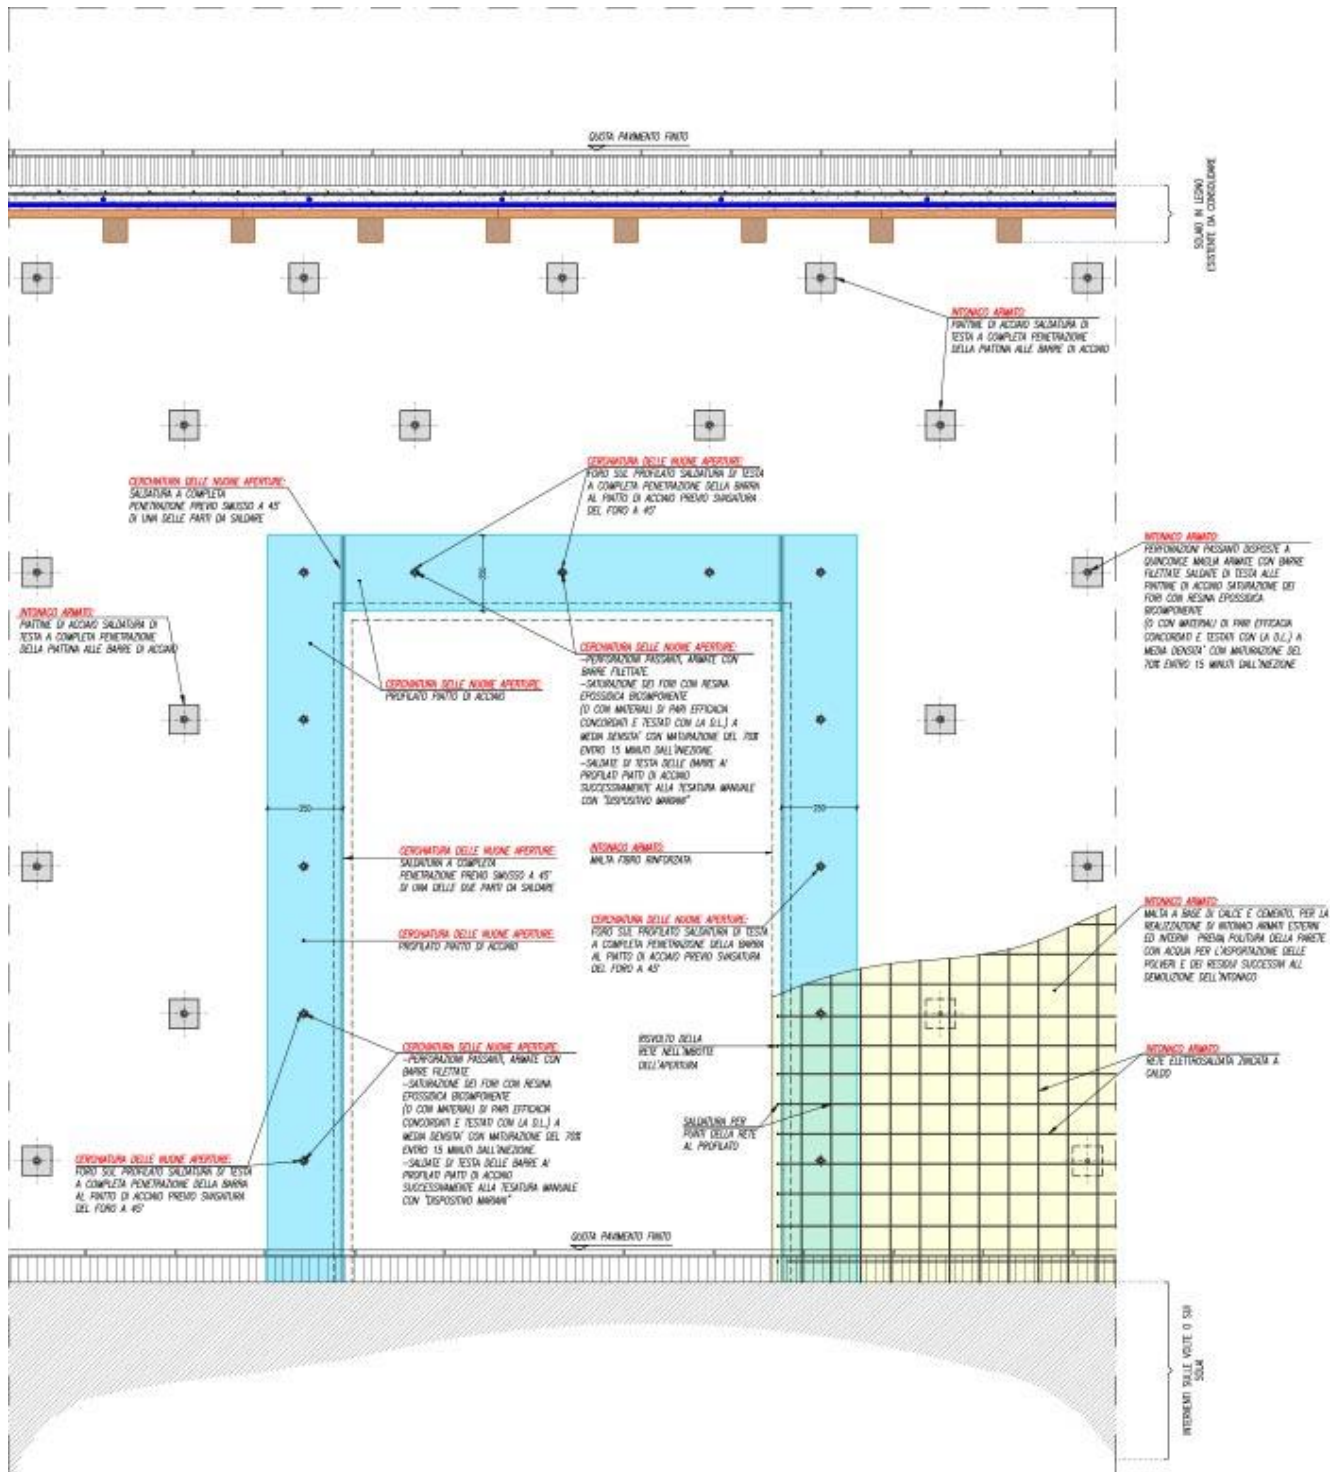 QUOTA PAVIMENTO FINITO
SOLAIO IN LEGNO
ESISTENTE DA CONSOLIDARE
INTONACO ARMATO:
PIATTINE DI ACCIAIO SALDATURA DI
TESTA A COMPLETA PENETRAZIONE
DELLA PIATTINA ALLE BARRE DI ACCIAIO
CERCHIATURA DELLE NUOVE APERTURE:
FORO SUL PROFILATO SALDATURA DI TESTA
A COMPLETA PENETRAZIONE DELLA BARRA
AL PIATTO DI ACCIAIO PREVIO SVASATURA
DEL FORO A 45°
CERCHIATURA DELLE NUOVE APERTURE:
SALDATURA A COMPLETA
PENETRAZIONE PREVIO SMUSSO A 45°
DI UNA DELLE PARTI DA SALDARE
INTONACO ARMATO:
PERFORAZIONI PASSANTI DISPOSTE A
QUINCONCE MAGLIA ARMATE CON BARRE
FILETTATE SALDATE DI TESTA ALLE
PIATTINE DI ACCIAIO SATURAZIONE DEI
FORI CON RESINA EPOSSIDICA
BICOMPONENTE
(O CON MATERIALI DI PARI EFFICACIA
CONCORDATI E TESTATI CON LA D.L.) A
MEDIA DENSITA' CON MATURAZIONE DEL
70% ENTRO 15 MINUTI DALL'INIEZIONE
INTONACO ARMATO:
PIATTINE DI ACCIAIO SALDATURA DI
TESTA A COMPLETA PENETRAZIONE
DELLA PIATTINA ALLE BARRE DI ACCIAIO
CERCHIATURA DELLE NUOVE APERTURE:
PROFILATO PIATTO DI ACCIAIO
CERCHIATURA DELLE NUOVE APERTURE:
-PERFORAZIONI PASSANTI, ARMATE CON
BARRE FILETTATE
-SATURAZIONE DEI FORI CON RESINA
EPOSSIDICA BICOMPONENTE
(O CON MATERIALI DI PARI EFFICACIA
CONCORDATI E TESTATI CON LA D.L.) A
MEDIA DENSITA' CON MATURAZIONE DEL 70%
ENTRO 15 MINUTI DALL'INIEZIONE.
-SALDATE DI TESTA DELLE BARRE AI
PROFILATI PIATTI DI ACCIAIO
SUCCESSIVAMENTE ALLA TESATURA MANUALE
CON "DISPOSITIVO MARIANI"
250
250
CERCHIATURA DELLE NUOVE APERTURE:
SALDATURA A COMPLETA
PENETRAZIONE PREVIO SMUSSO A 45°
DI UNA DELLE DUE PARTI DA SALDARE
INTONACO ARMATO:
MALTA FIBRO RINFORZATA
CERCHIATURA DELLE NUOVE APERTURE:
PROFILATO PIATTO DI ACCIAIO
CERCHIATURA DELLE NUOVE APERTURE:
FORO SUL PROFILATO SALDATURA DI TESTA
A COMPLETA PENETRAZIONE DELLA BARRA
AL PIATTO DI ACCIAIO PREVIO SVASATURA
DEL FORO A 45°
INTONACO ARMATO:
MALTA A BASE DI CALCE E CEMENTO, PER LA
REALIZZAZIONE DI INTONACI ARMATI ESTERNI
ED INTERNI PREVIA PULITURA DELLA PARETE
CON ACQUA PER L'ASPORTAZIONE DELLE
POLVERI E DEI RESIDUI SUCCESSIVI ALL
DEMOLIZIONE DELL'INTONACO
CERCHIATURA DELLE NUOVE APERTURE:
-PERFORAZIONI PASSANTI, ARMATE CON
BARRE FILETTATE
-SATURAZIONE DEI FORI CON RESINA
EPOSSIDICA BICOMPONENTE
(O CON MATERIALI DI PARI EFFICACIA
CONCORDATI E TESTATI CON LA D.L.) A
MEDIA DENSITA' CON MATURAZIONE DEL 70%
ENTRO 15 MINUTI DALL'INIEZIONE.
-SALDATE DI TESTA DELLE BARRE AI
PROFILATI PIATTI DI ACCIAIO
SUCCESSIVAMENTE ALLA TESATURA MANUALE
CON "DISPOSITIVO MARIANI"
RISVOLTO DELLA
RETE NELL'IMBOTTE
DELL'APERTURA
INTONACO ARMATO:
RETE ELETTROSALDATA ZINCATA A
CALDO
SALDATURA PER
PUNTI DELLA RETE
AL PROFILATO
CERCHIATURA DELLE NUOVE APERTURE:
FORO SUL PROFILATO SALDATURA DI TESTA
A COMPLETA PENETRAZIONE DELLA BARRA
AL PIATTO DI ACCIAIO PREVIO SVASATURA
DEL FORO A 45°
QUOTA PAVIMENTO FINITO
INTERVENTI SULLE VOLTE O SUI
SOLAI